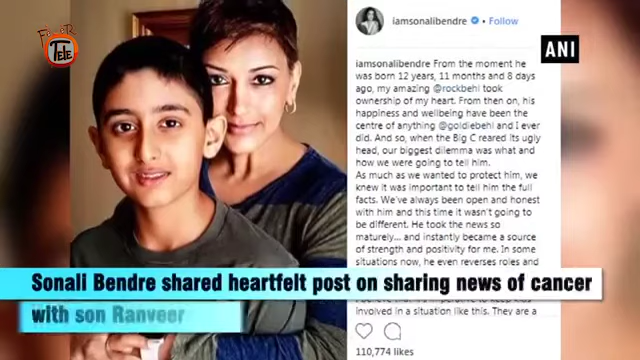 FILMR
TELE
iamsonalibendre • Follow
ANI
iamsonalibendre From the moment he
was born 12 years, 11 months and 8 days
ago, my amazing @rockbehl took
ownership of my heart. From then on, his
happiness and wellbeing have been the
centre of anything @goldiebehl and I ever
did. And so, when the Big C reared its ugly
head, our biggest dilemma was what and
how we were going to tell him.
As much as we wanted to protect him, we
knew it was important to tell him the full
facts. We've always been open and honest
with him and this time it wasn't going to
be different. He took the news so
maturely... and instantly became a source
of strength and positivity for me. In some
situations now, he even reverses roles and
Sonali Bendre shared heartfelt post on sharing news of cancer
with son Ranveer
involved in a situation like this. They are a
110,774 likes